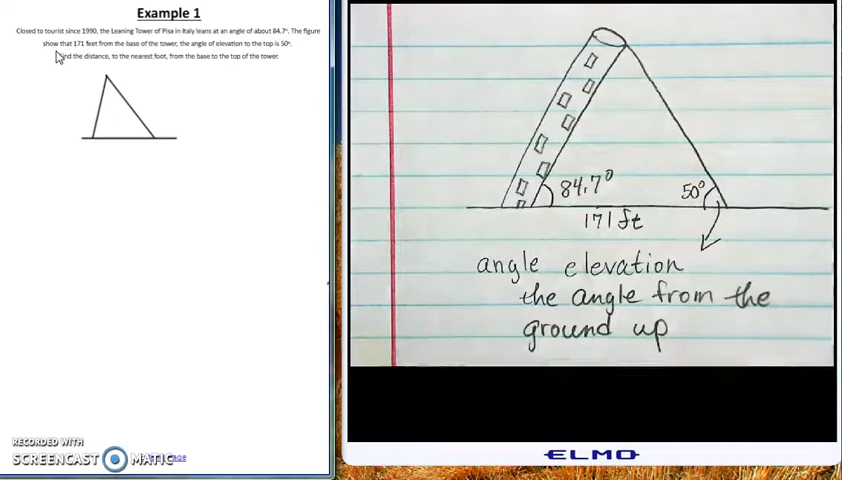 Example 1
Closed to tourist since 1990, the Leaning Tower of Pisa in Italy leans at an angle of about 84.7°. The figure
show that 171 feet from the base of the tower, the angle of elevation to the top is 50°.
find the distance, to the nearest foot, from the base to the top of the tower.
84.7°
50°
171 ft
angle elevation
the angle from the
ground up
RECORDED WITH
SCREENCAST MATIC
ELMO